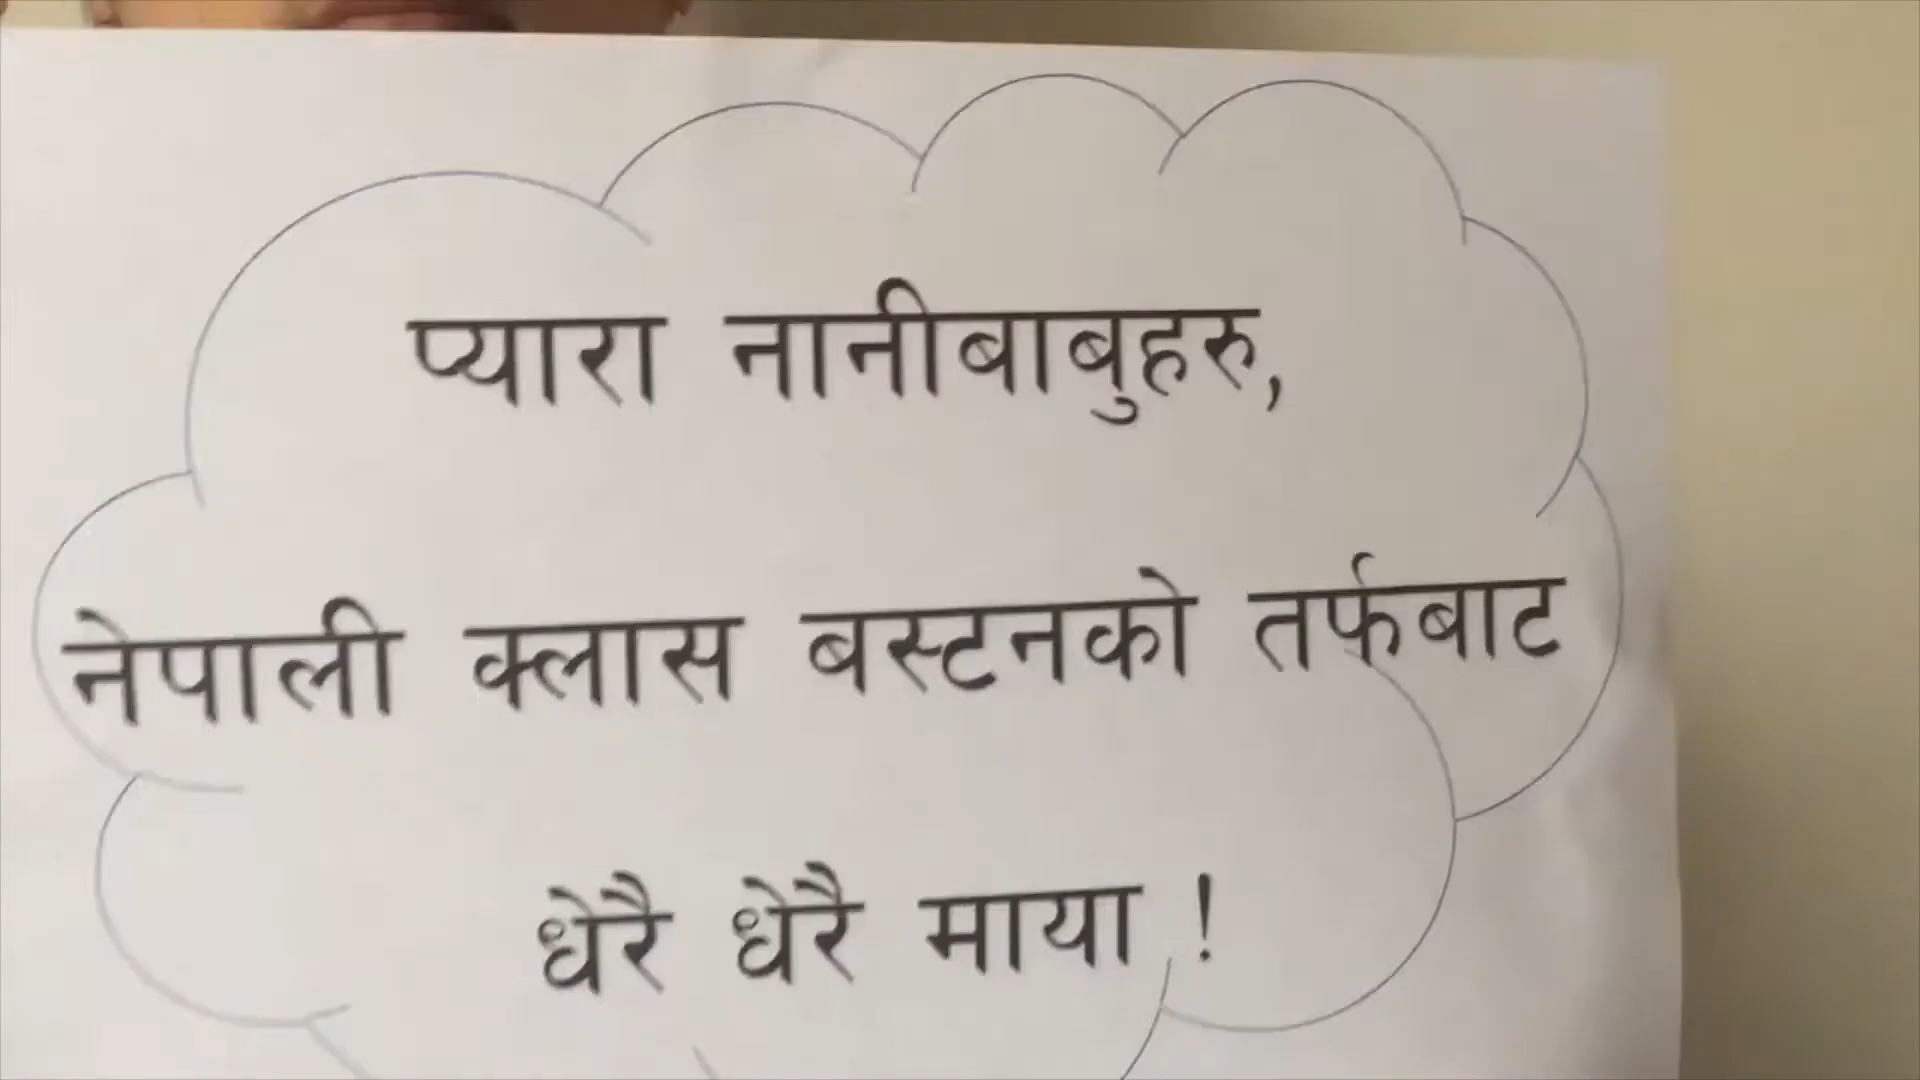 प्यारा नानीबाबुहरु,
नेपाली क्लास बस्टनको तर्फबाट
धेरै धेरै माया !